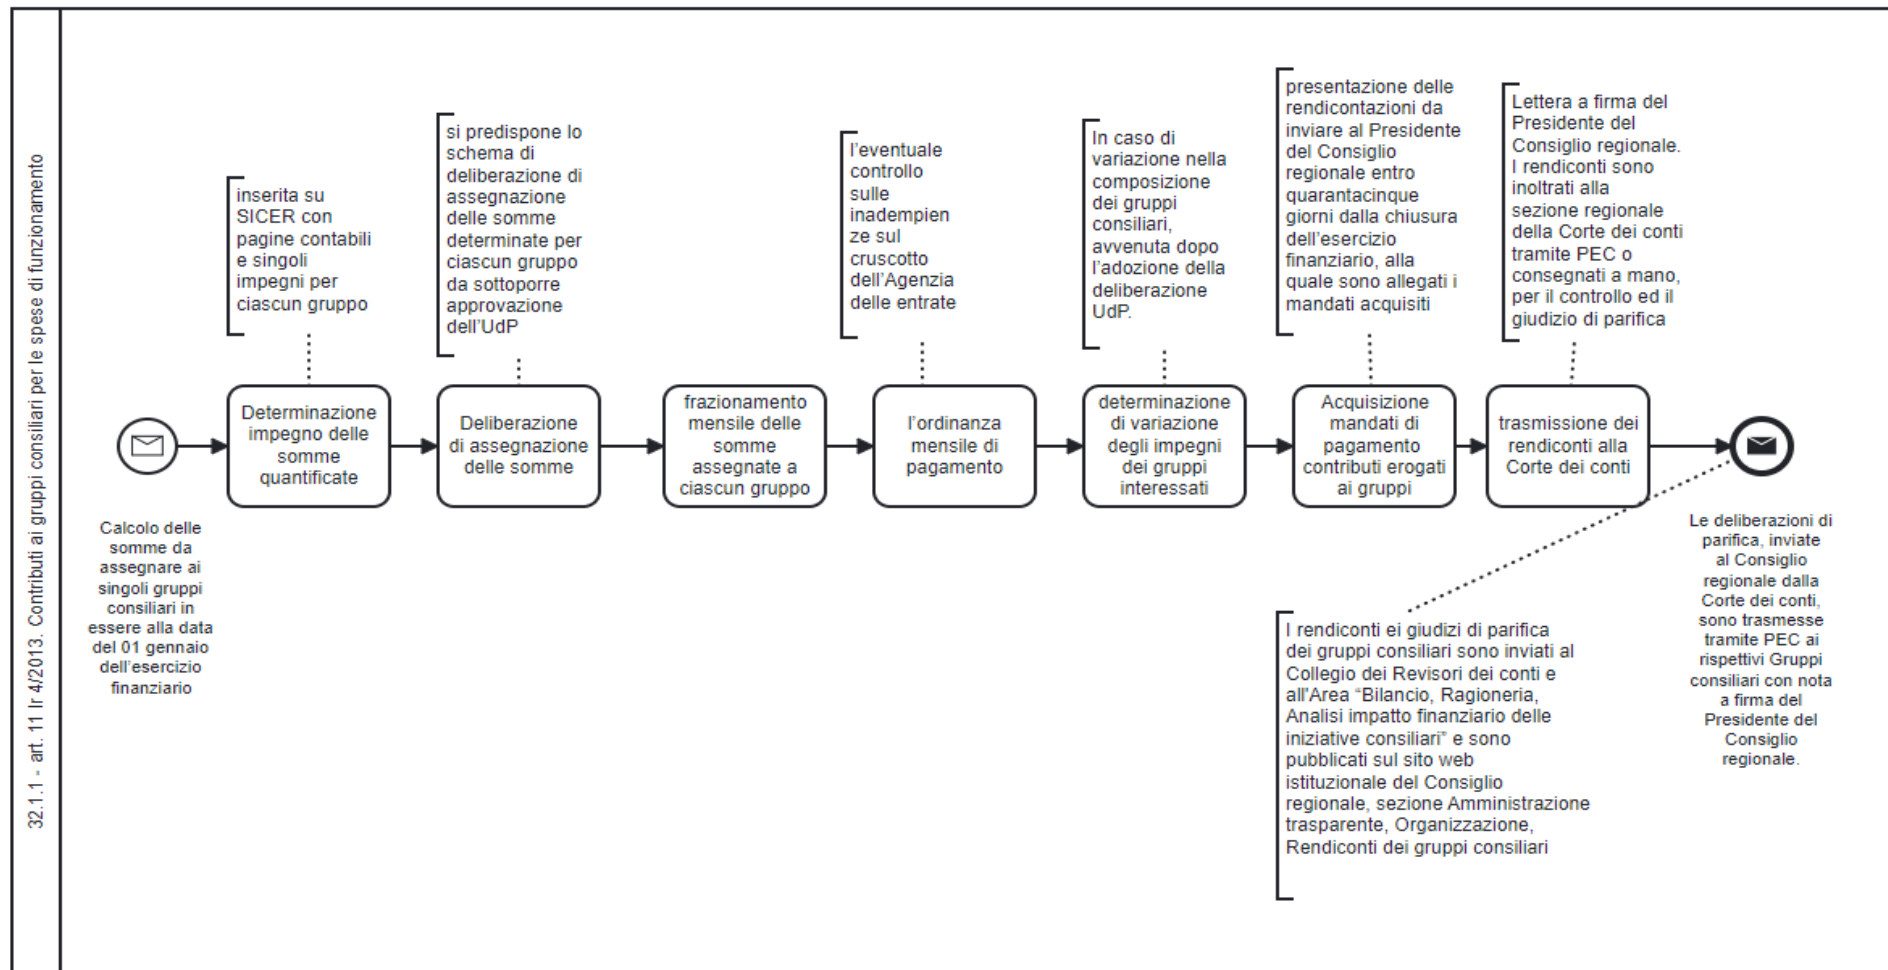 32.1.1 - art. 11 lr 4/2013. Contributi ai gruppi consiliari per le spese di funzionamento
Calcolo delle
somme da
assegnare ai
singoli gruppi
consiliari in
essere alla data
del 01 gennaio
dell'esercizio
finanziario
inserita su
SICER con
pagine contabili
e singoli
impegni per
ciascun gruppo
Determinazione
impegno delle
somme
quantificate
si predispone lo
schema di
deliberazione di
assegnazione
delle somme
determinate per
ciascun gruppo
da sottoporre
approvazione
dell'UdP
Deliberazione
di assegnazione
delle somme
frazionamento
mensile delle
somme
assegnate a
ciascun gruppo
l'eventuale
controllo
sulle
inadempien
ze sul
cruscotto
dell'Agenzia
delle entrate
l'ordinanza
mensile di
pagamento
In caso di
variazione nella
composizione
dei gruppi
consiliari,
avvenuta dopo
l'adozione della
deliberazione
UdP.
determinazione
di variazione
degli impegni
dei gruppi
interessati
presentazione delle
rendicontazioni da
inviare al Presidente
del Consiglio
regionale entro
quarantacinque
giorni dalla chiusura
dell'esercizio
finanziario, alla
quale sono allegati i
mandati acquisiti
Acquisizione
mandati di
pagamento
contributi erogati
ai gruppi
Lettera a firma del
Presidente del
Consiglio regionale.
I rendiconti sono
inoltrati alla
sezione regionale
della Corte dei conti
tramite PEC o
consegnati a mano,
per il controllo ed il
giudizio di parifica
trasmissione dei
rendiconti alla
Corte dei conti
Le deliberazioni di
parifica, inviate
al Consiglio
regionale dalla
Corte dei conti,
sono trasmesse
tramite PEC ai
rispettivi Gruppi
consiliari con nota
a firma del
Presidente del
Consiglio
regionale.
I rendiconti ei giudizi di parifica
dei gruppi consiliari sono inviati al
Collegio dei Revisori dei conti e
all'Area "Bilancio, Ragioneria,
Analisi impatto finanziario delle
iniziative consiliari" e sono
pubblicati sul sito web
istituzionale del Consiglio
regionale, sezione Amministrazione
trasparente, Organizzazione,
Rendiconti dei gruppi consiliari